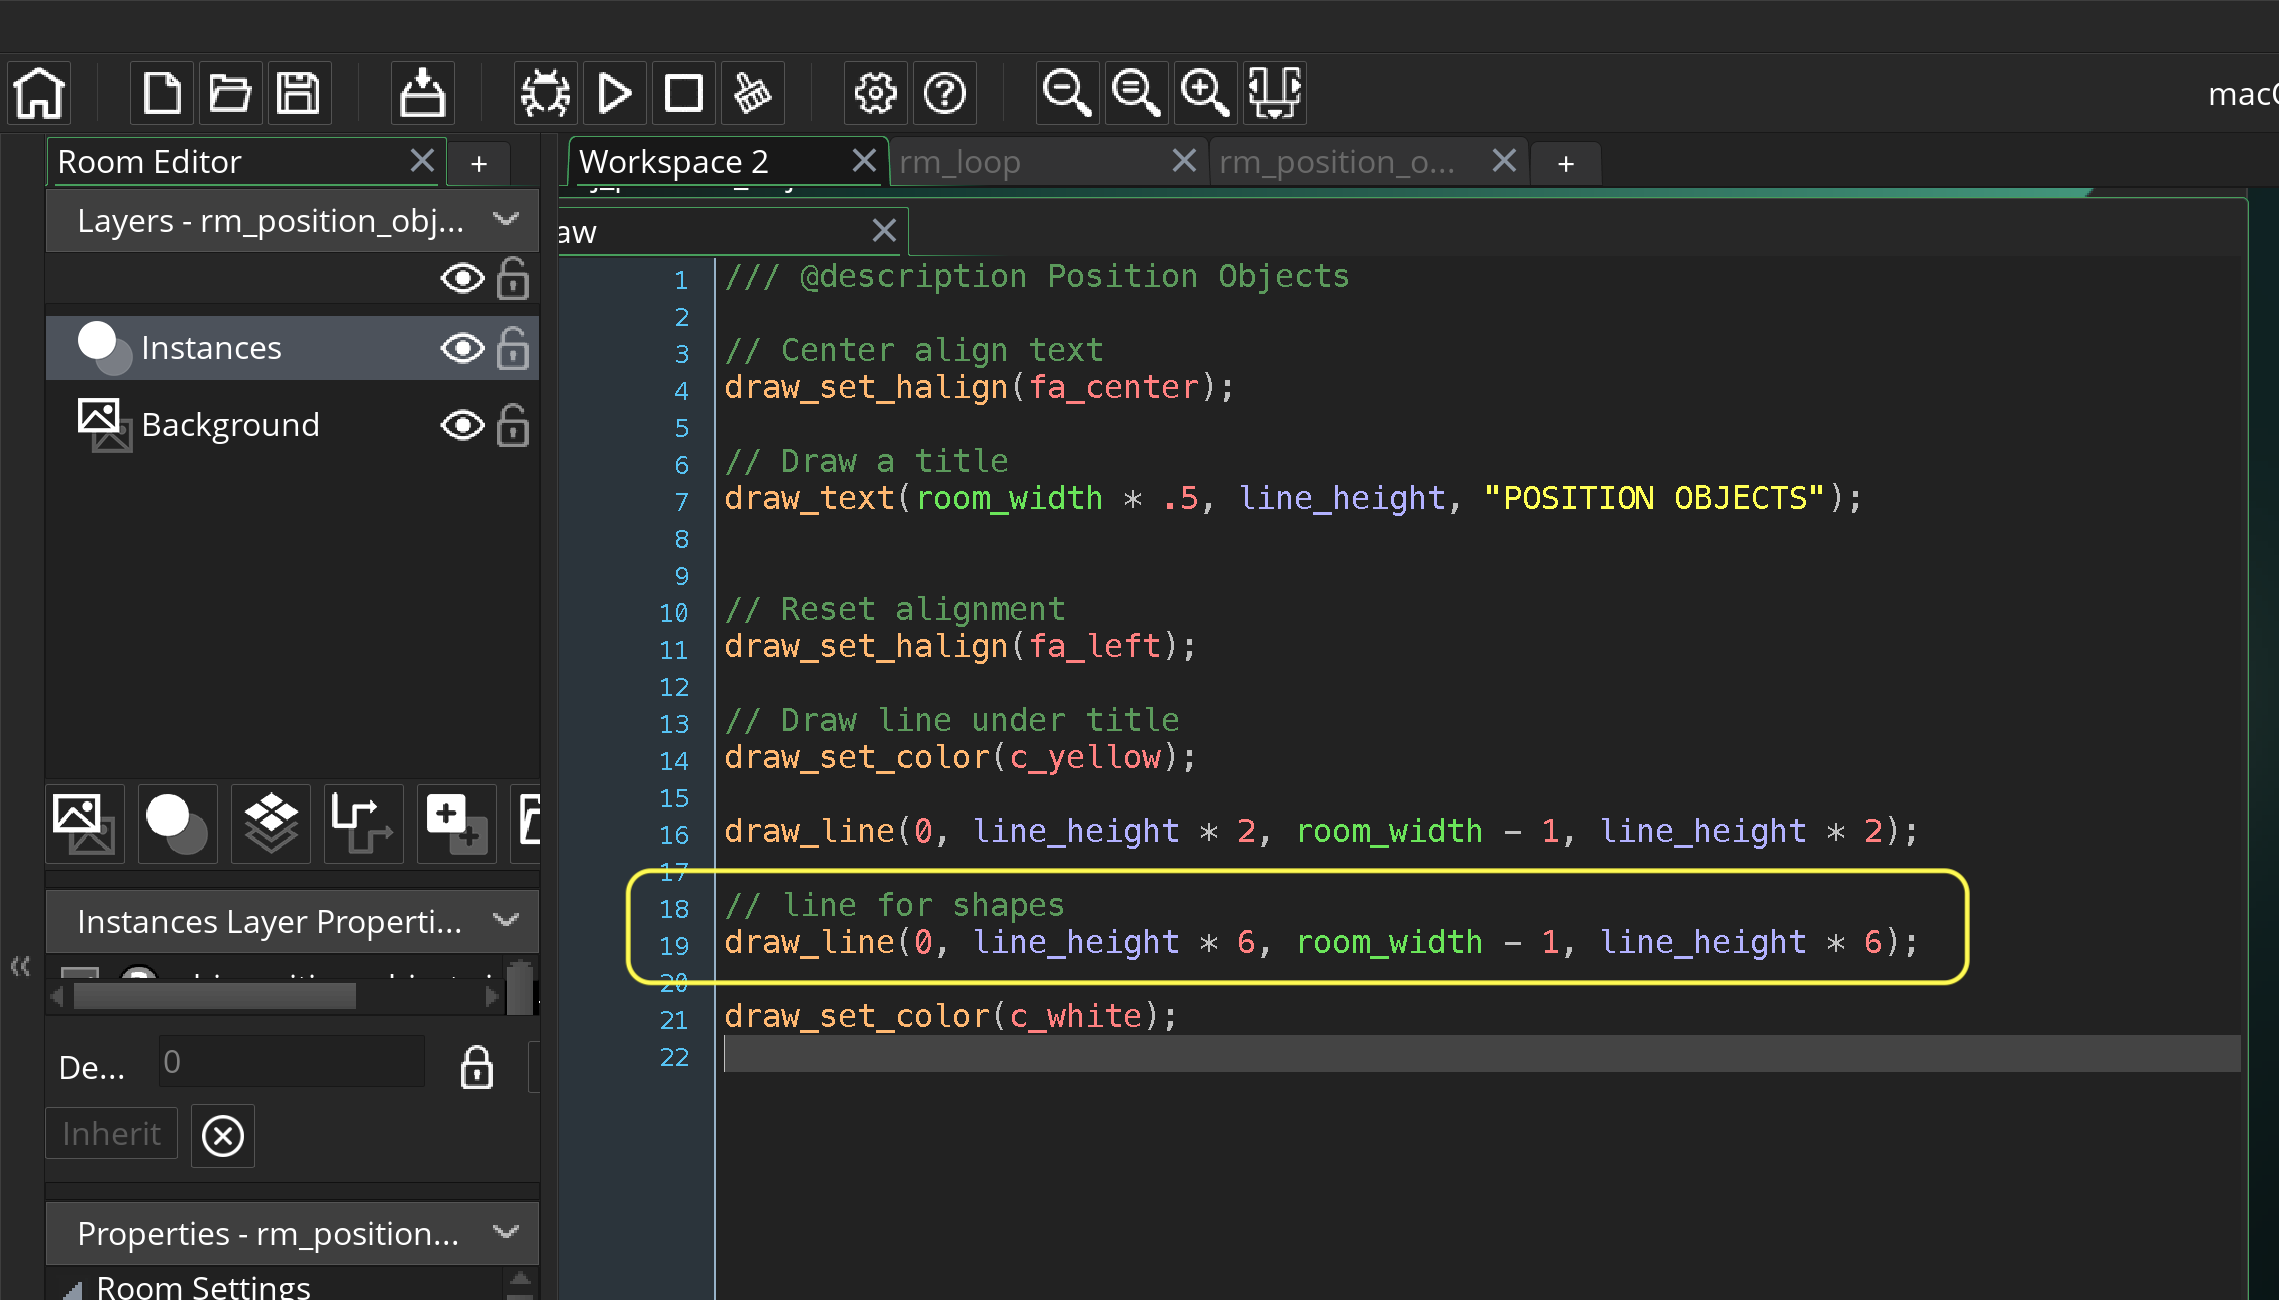 macO
Room Editor
+
Workspace 2
rm_loop
rm_position_o...
+
Layers - rm_position_obj...
aw
Instances
Background
Instances Layer Properti...
De...
0
Inherit
Properties - rm_position...
Room Settings
1 /// @description Position Objects
2
3 // Center align text
4 draw_set_halign(fa_center);
5
6 // Draw a title
7 draw_text(room_width * .5, line_height, "POSITION OBJECTS");
8
9
10 // Reset alignment
11 draw_set_halign(fa_left);
12
13 // Draw line under title
14 draw_set_color(c_yellow);
15
16 draw_line(0, line_height * 2, room_width - 1, line_height * 2);
17
18 // line for shapes
19 draw_line(0, line_height * 6, room_width - 1, line_height * 6);
20
21 draw_set_color(c_white);
22